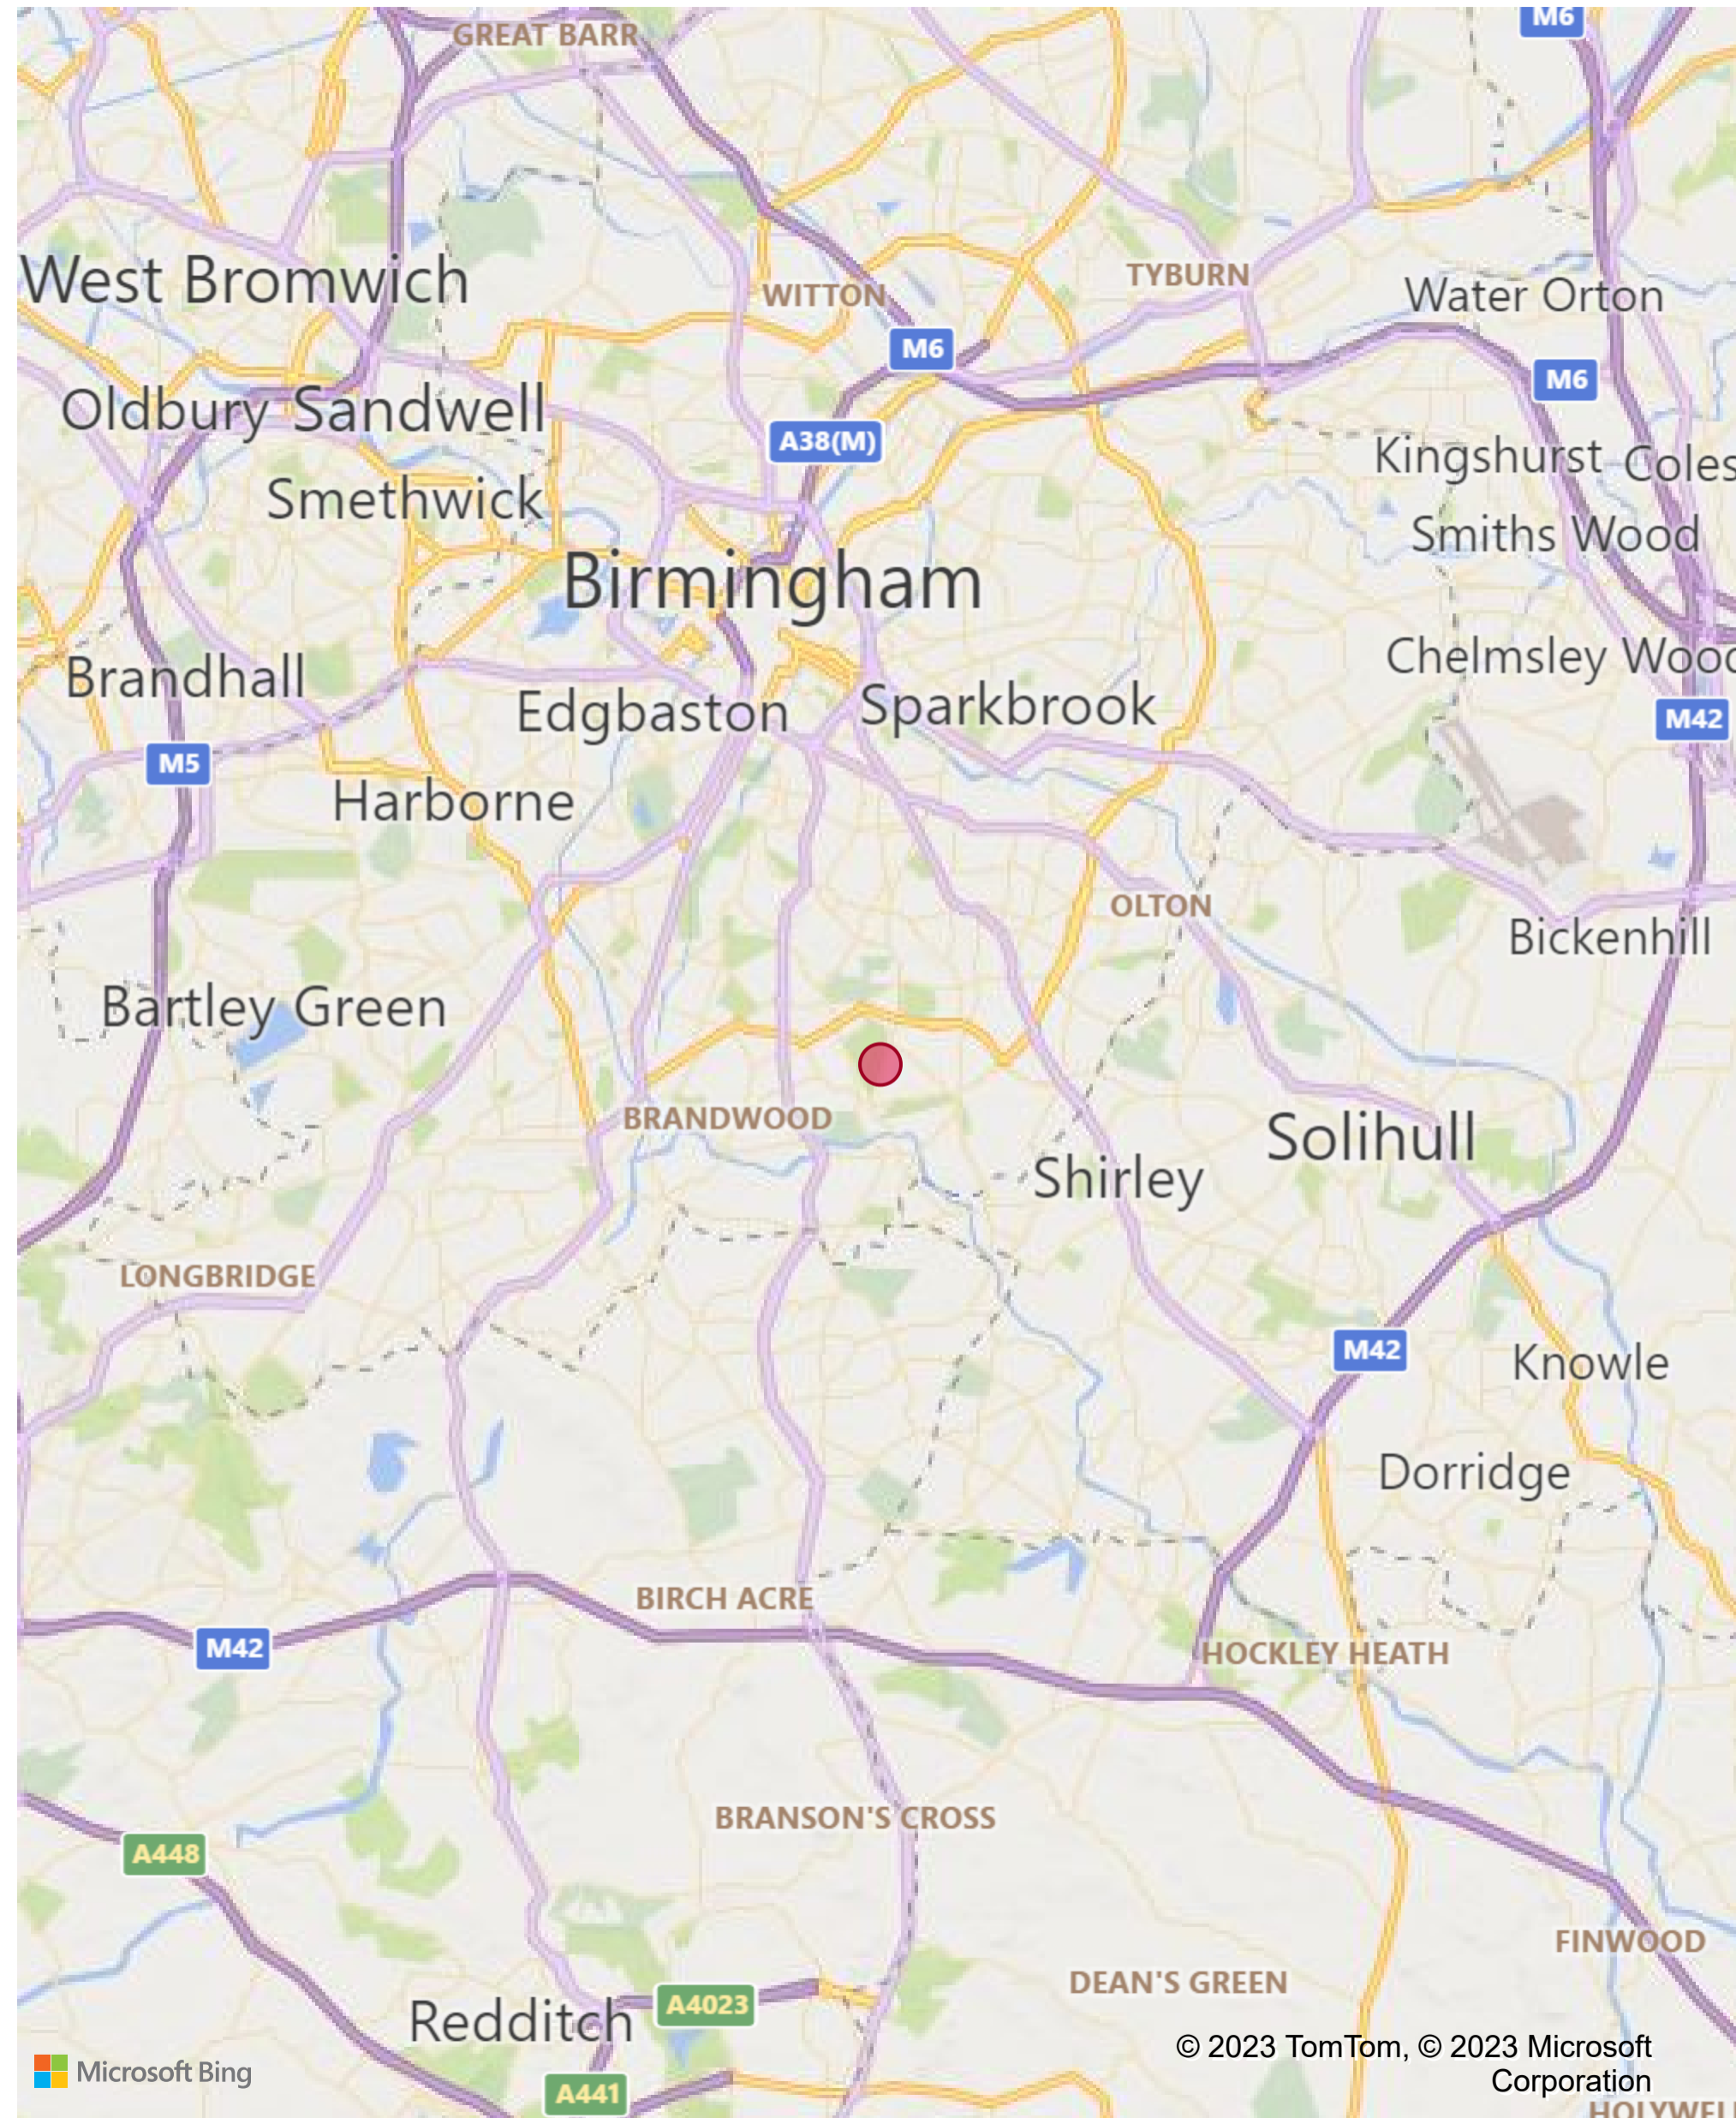 M6
GREAT BARR
West Bromwich
WITTON
TYBURN
Water Orton
M6
M6
Oldbury
Sandwell
A38(M)
Kingshurst
Coles
Smethwick
Smiths Wood
Birmingham
Chelmsley Wood
Brandhall
Edgbaston
Sparkbrook
M42
M5
Harborne
OLTON
Bickenhill
Bartley Green
BRANDWOOD
Solihull
Shirley
LONGBRIDGE
M42
Knowle
Dorridge
BIRCH ACRE
M42
HOCKLEY HEATH
BRANSON'S CROSS
A448
FINWOOD
DEAN'S GREEN
A4023
Redditch
© 2023 TomTom, © 2023 Microsoft
Corporation
Microsoft Bing
A441
HOLYWELL